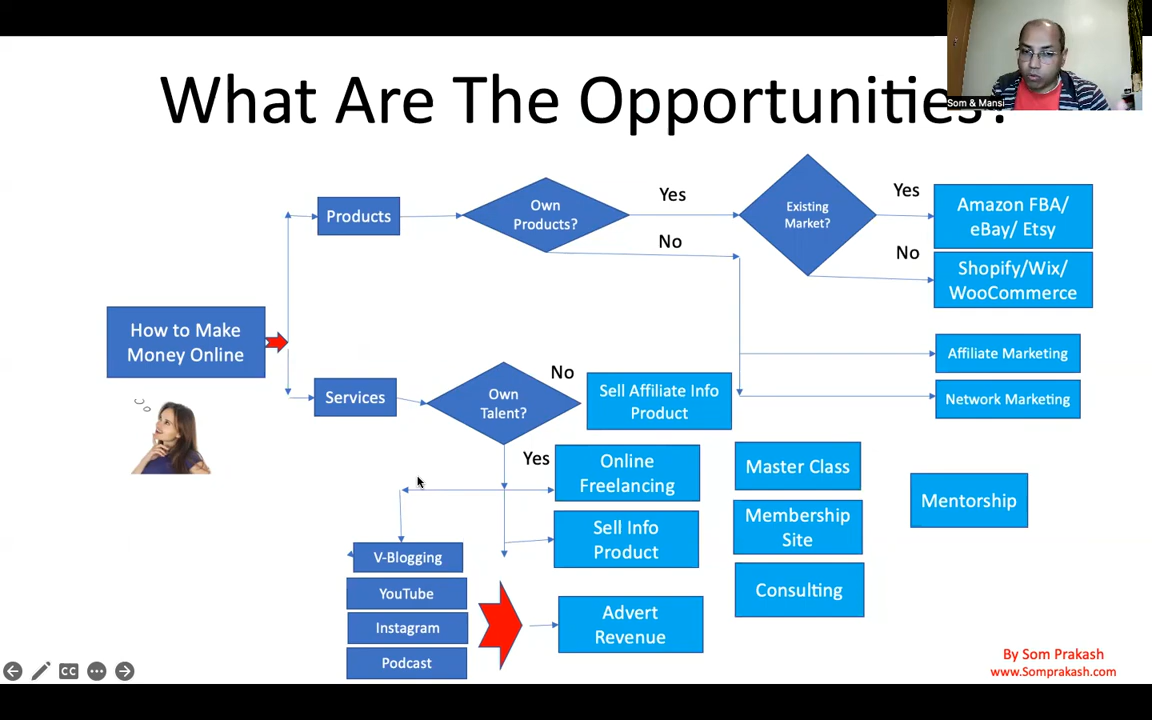 What Are The Opportunities?
Som & Mansi
Products
Own
Products?
Yes
No
Existing
Market?
Yes
No
Amazon FBA/
eBay/ Etsy
Shopify/Wix/
WooCommerce
How to Make
Money Online
Affiliate Marketing
Network Marketing
Services
Own
Talent?
No
Sell Affiliate Info
Product
Yes
Online
Freelancing
Sell Info
Product
Master Class
Membership
Site
Consulting
Mentorship
V-Blogging
YouTube
Instagram
Podcast
Advert
Revenue
By Som Prakash
www.Somprakash.com
CC